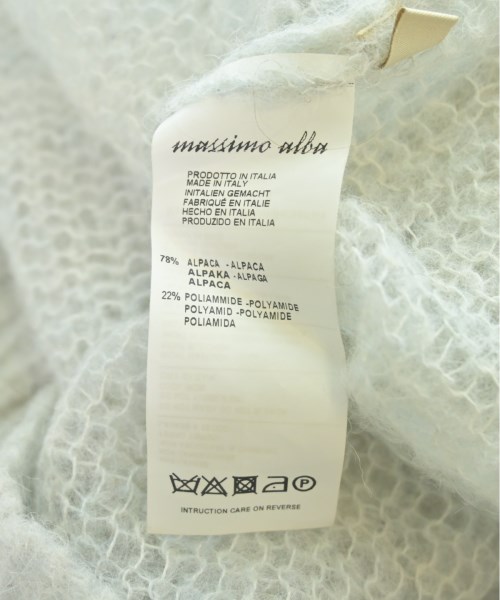 massimo alba
PRODOTTO IN ITALIA
MADE IN ITALY
INITALIEN GEMACHT
FABRIQUÉ EN ITALIE
HECHO EN ITALIA
PRODUZIDO EN ITALIA
78% ALPACA -ALPACA
ALPAKA -ALPAGA
ALPACA
22% POLIAMMIDE -POLYAMIDE
POLYAMID -POLYAMIDE
POLIAMIDA
P
INTRUCTION CARE ON REVERSE